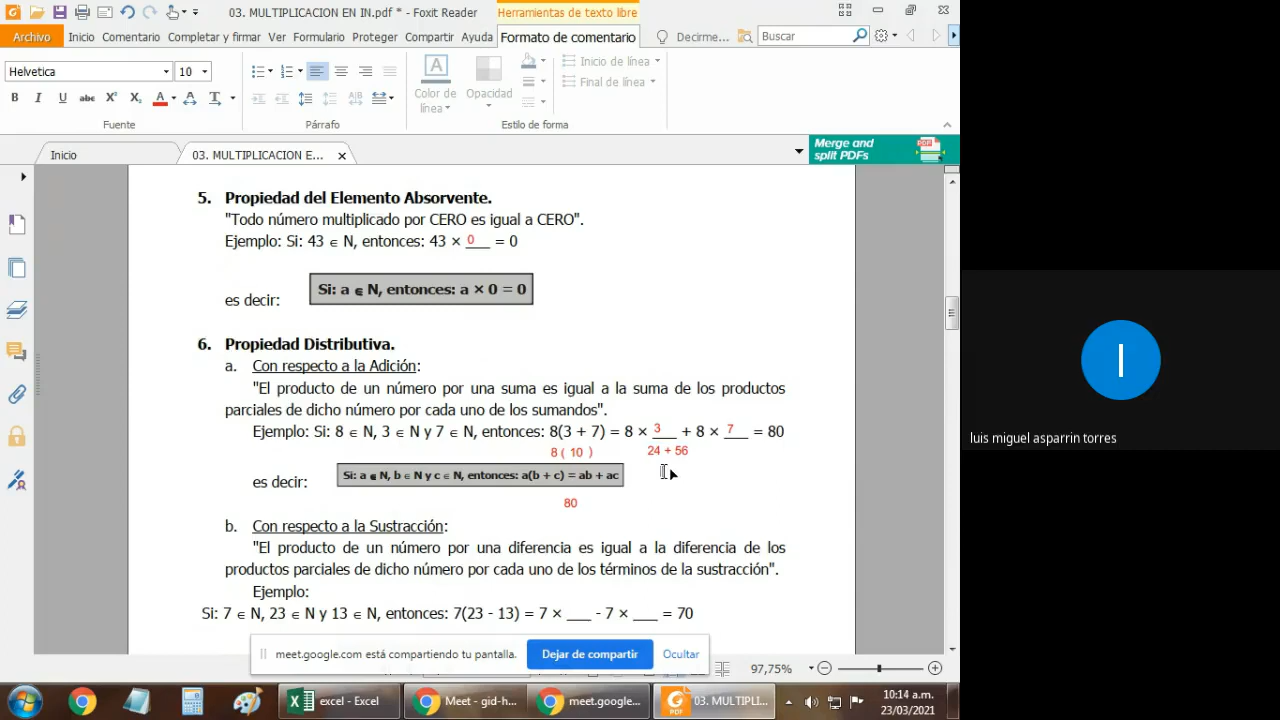 03. MULTIPLICACION EN IN.pdf * - Foxit Reader
Herramientas de texto libre
Archivo Inicio Comentario Completar y firmar Ver Formulario Proteger Compartir Ayuda Formato de comentario Decirme... Buscar
Helvetica 10
Color de línea
Opacidad
Inicio de línea
Final de línea
Fuente Párrafo Estilo de forma
Inicio
03. MULTIPLICACION E...
Merge and split PDFs
5. Propiedad del Elemento Absorvente.
"Todo número multiplicado por CERO es igual a CERO".
Ejemplo: Si: 43 ∈ N, entonces: 43 × 0 = 0
es decir: Si: a ∈ N, entonces: a × 0 = 0
6. Propiedad Distributiva.
a. Con respecto a la Adición:
"El producto de un número por una suma es igual a la suma de los productos
parciales de dicho número por cada uno de los sumandos".
Ejemplo: Si: 8 ∈ N, 3 ∈ N y 7 ∈ N, entonces: 8(3 + 7) = 8 × 3 + 8 × 7 = 80
8 ( 10 ) 24 + 56
es decir: Si: a ∈ N, b ∈ N y c ∈ N, entonces: a(b + c) = ab + ac
80
b. Con respecto a la Sustracción:
"El producto de un número por una diferencia es igual a la diferencia de los
productos parciales de dicho número por cada uno de los términos de la sustracción".
Ejemplo:
Si: 7 ∈ N, 23 ∈ N y 13 ∈ N, entonces: 7(23 - 13) = 7 × ___ - 7 × ___ = 70
meet.google.com está compartiendo tu pantalla. Dejar de compartir Ocultar
97,75%
excel - Excel
Meet - gid-h...
meet.google...
03. MULTIPLI...
10:14 a.m.
23/03/2021
I
luis miguel asparrin torres